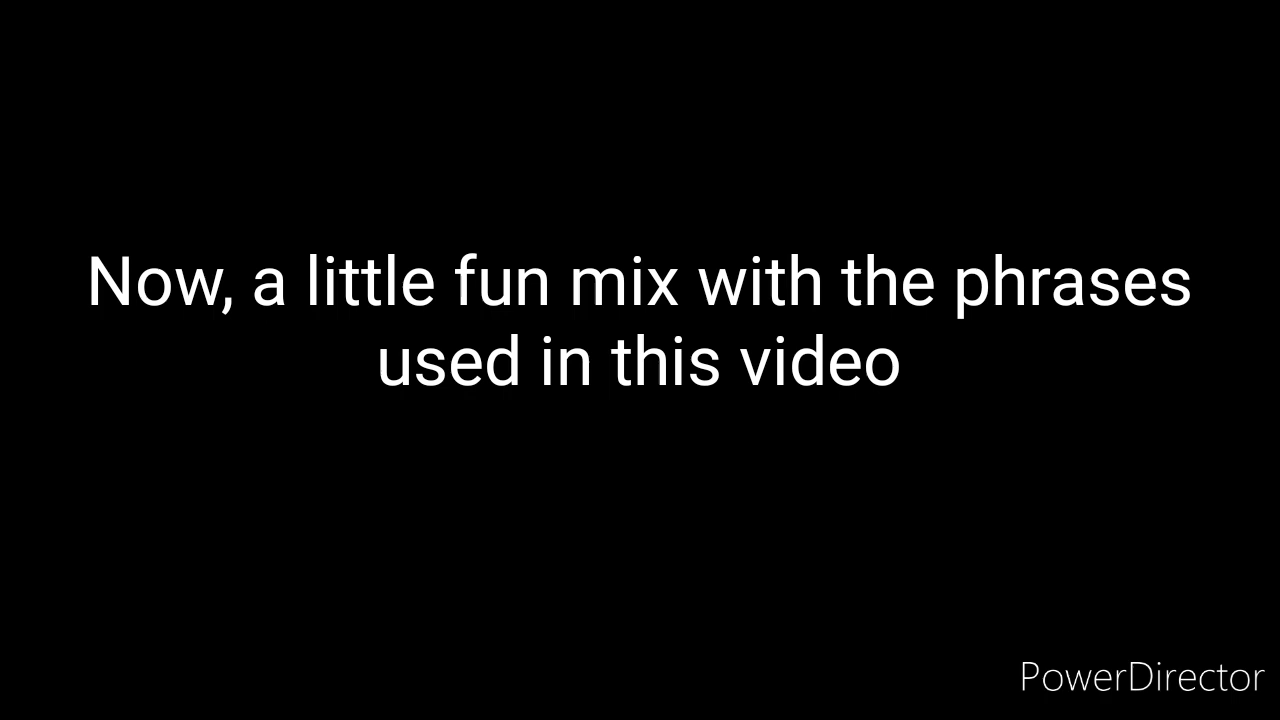 Now, a little fun mix with the phrases
used in this video
PowerDirector